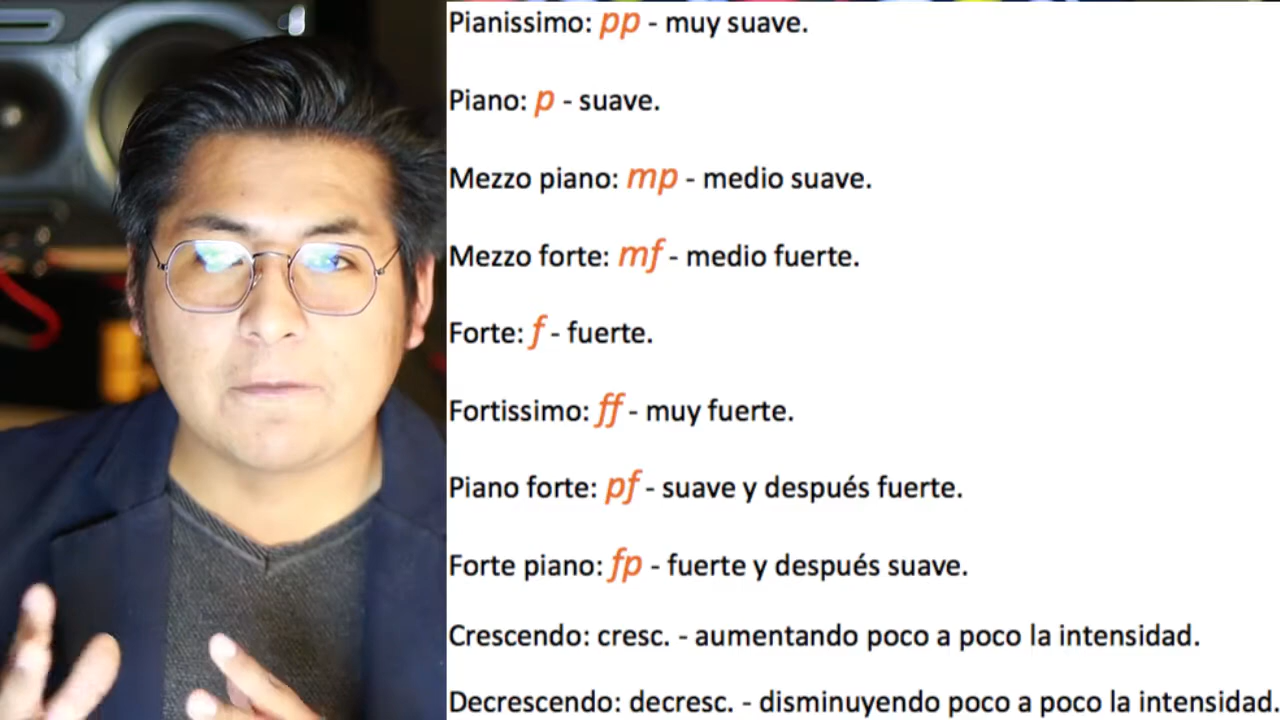 Pianissimo: pp - muy suave.
Piano: p - suave.
Mezzo piano: mp - medio suave.
Mezzo forte: mf - medio fuerte.
Forte: f - fuerte.
Fortissimo: ff - muy fuerte.
Piano forte: pf - suave y después fuerte.
Forte piano: fp - fuerte y después suave.
Crescendo: cresc. - aumentando poco a poco la intensidad.
Decrescendo: decresc. - disminuyendo poco a poco la intensidad.